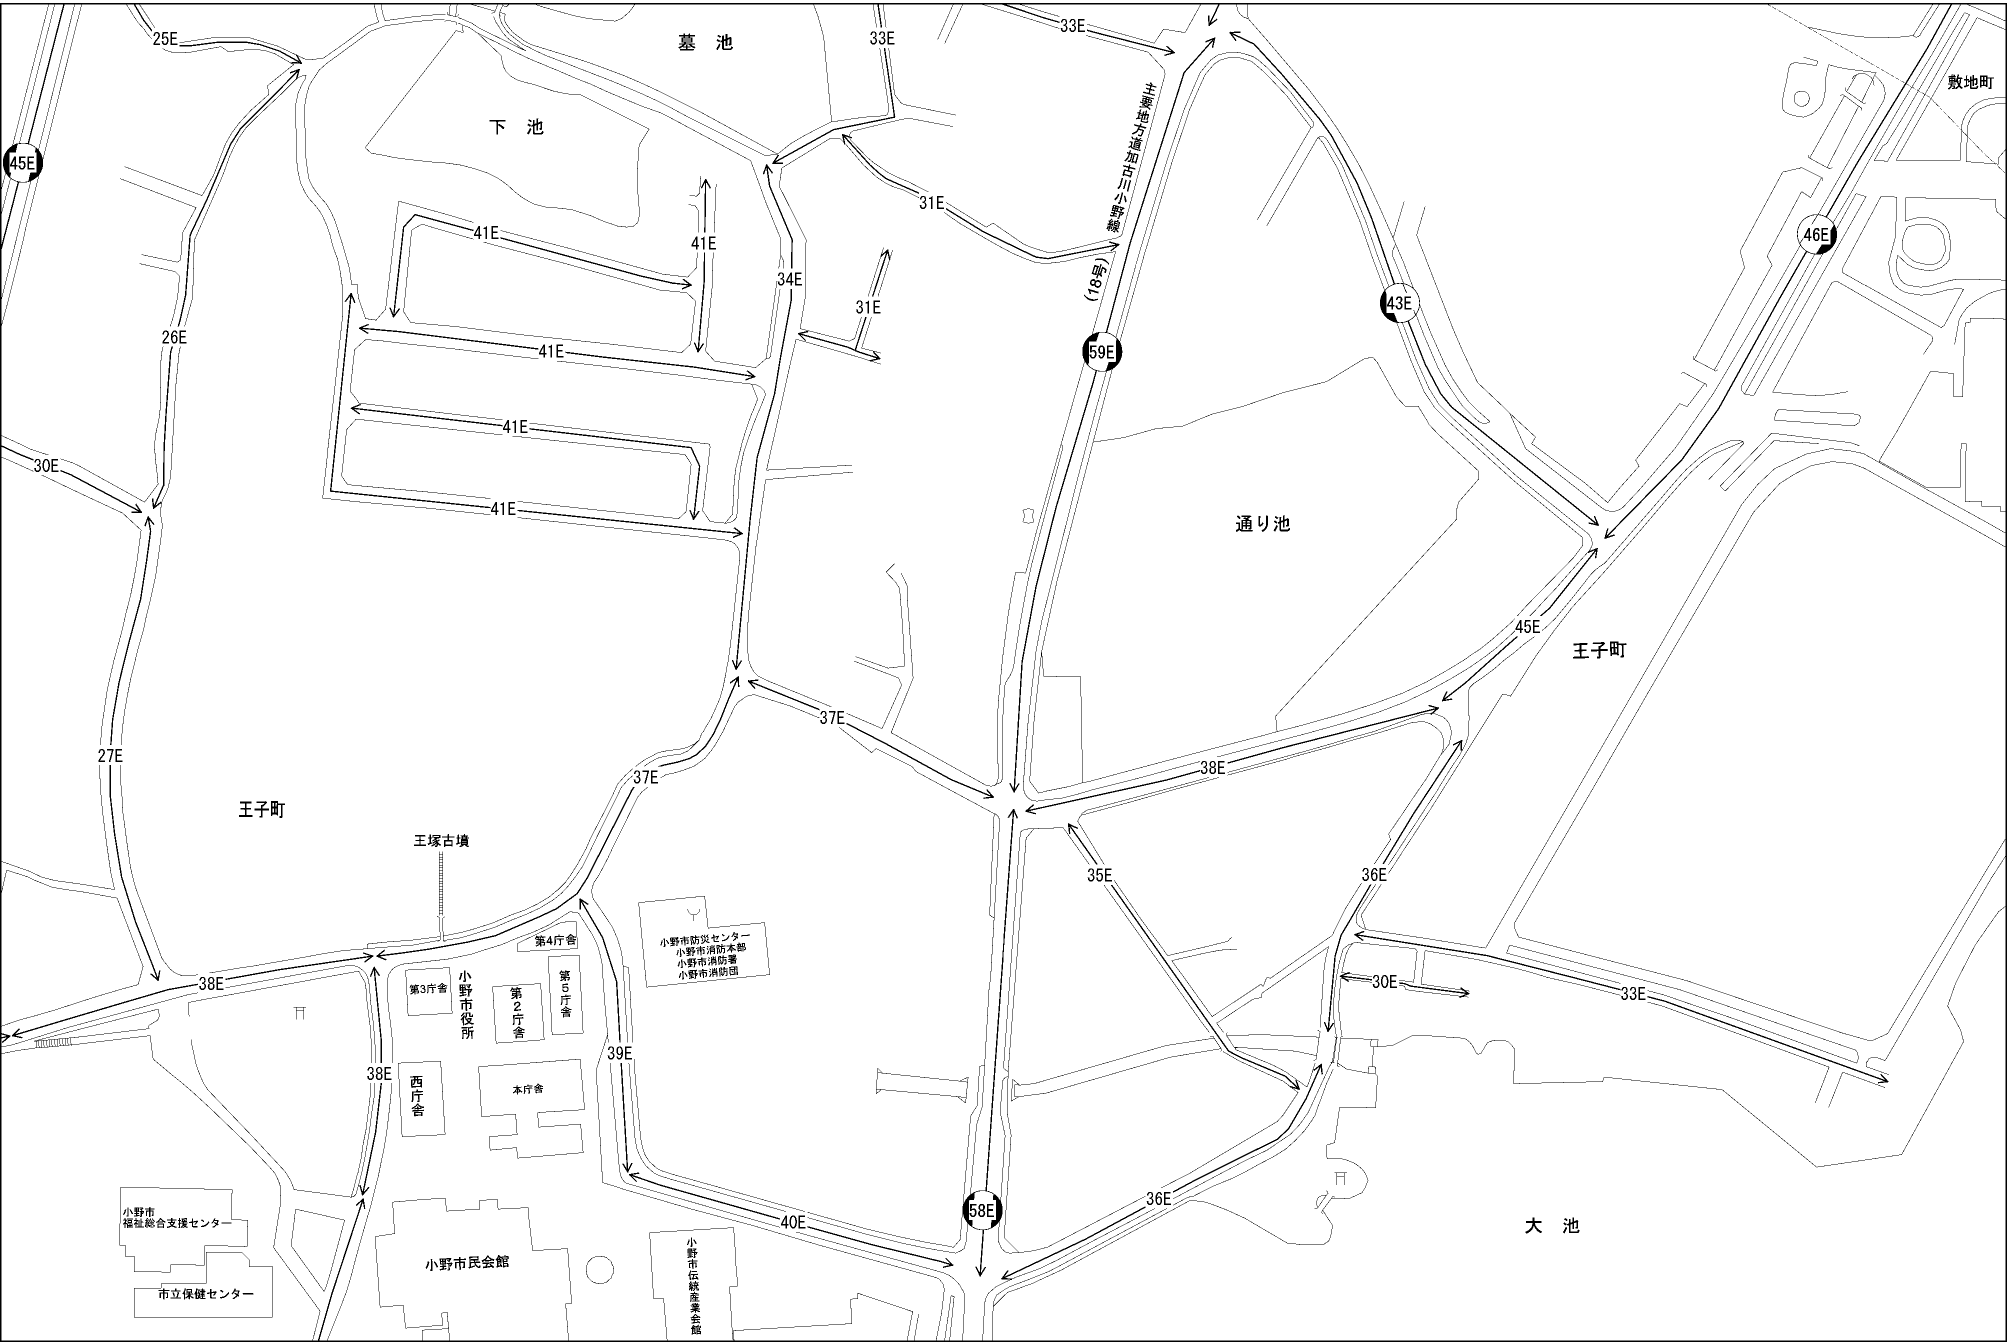 25E
墓　池
33E
33E
敷地町
主要地方道加古川小野線
(18号)
下　池
45E
31E
41E
41E
46E
34E
43E
31E
26E
41E
59E
41E
30E
41E
通り池
45E
王子町
37E
27E
37E
38E
王子町
王塚古墳
35E
36E
第4庁舎
小野市防災センター
小野市消防本部
小野市消防署
小野市消防団
38E
第3庁舎
小野市役所
第2庁舎
第5庁舎
30E
33E
39E
38E
西庁舎
本庁舎
36E
58E
小野市
福祉総合支援センター
40E
大　池
小野市民会館
小野市伝統産業会館
市立保健センター